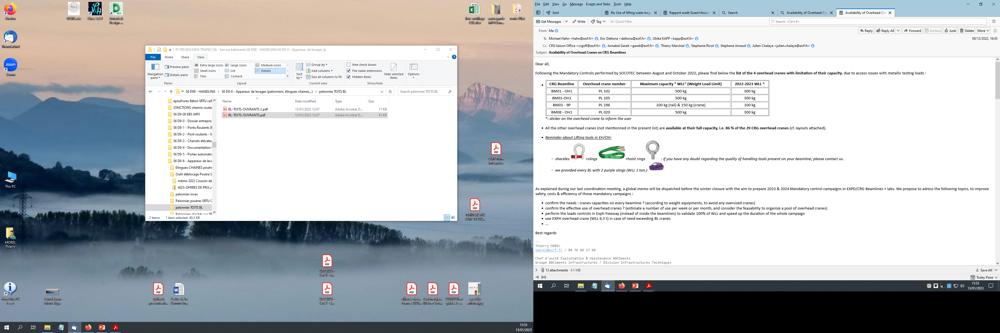 Firefox
OCRE.exe
Circe 5.2.1
Autodesk
Design ...
liste outillage
GSE.xlsx
sauvegarde
MP4 Son...
vente Pilet
Thunderbird
zoom
Zoom
This PC
MOREL
Thierry
How this PC
is set
Fond écran
Mont Aig...
PDF
Tableau
preconisati...
Lettre de la
Comm En...
PDF
CFT 3029 -
Lot 1 - E...
PDF
CFT 3029 -
Lot 2 - E...
PDF
ESRF fiche
info pou...
PDF
TERIDEAL NC
ESRF T4 202...
PDF
filieres-dec...
France 2020...
PDF
EcoEnergie...
(Décret Tert...
PDF
220303 User
guide Ze ...
sas vélo
affiche.jpg
P:\TID\BIG\NEW TRAPEC\S6 - Service bâtiments\S6 D08 - HANDLING\S6 D8-6 - Apparaux de levages (p
File Home Share View
Navigation
pane
Preview pane
Details pane
Panes
Extra large icons Large icons Medium icons
Small icons List Details
Tiles Content
Layout
Sort
by
Group by
Add columns
Size all columns to fit
Current view
Item check boxes
File name extensions
Hidden items
Hide selected
items
Show/hide
Options
« S6 D08 - HANDLING › S6 D8-6 - Apparaux de levages (palonniers, élingues chaines,..) › palonnier TOITS BL
Search palonnier TOITS BL
epaufrures Béton SRTU cell
JONCTIONS chemin rouler
S6 D8-00 EBS WP0
S6 D8-0 - Dossier entrepris
S6 D8-1 - Ponts Roulants B
S6 D8-2 - Pont roulants - li
S6 D8-3 - Chariots élévateu
S6 D8-4 - Documentation (
S6 D8-5 - Portes automatic
S6 D8-6 - Apparaux de leva
Elingues CHAINES poutre
Outil déblocage Poutre S
mémo 2022 Coussin de
4025-OFRRES DE PRIX.z
palonnier invac
Palonnier poutres SRTU C
palonnier TOITS BL
Palonniers stockés sur SR
Name Date modified Type Size
BL-TOITS-OUVRANTS 2.pdf 13/01/2023 12:07 Adobe Acrobat D... 17 KB
BL-TOITS-OUVRANTS.pdf 13/01/2023 12:07 Adobe Acrobat D... 41 KB
2 items 1 item selected 40.2 KB
15:53
13/01/2023
File Edit View Go Message Events and Tasks Tools Help
Sent
Re: Use of lifting water bags
Rapport audit Guest House
Search
Availability of Overhead Cra
Availability of Overhead Cra
Get Messages Write Tag Quick Filter
Search <Ctrl+K>
From Me
Reply Reply All Forward Archive Junk Delete More
To Michael Hahn <hahn@esrf.fr> , Eric Dettona <dettona@esrf.fr> , Ulrike KAPP <kapp@esrf.fr>
09/12/2022, 16:43
Cc CRG liaison Office <crgoff@esrf.fr> , Annabel Garait <garait@esrf.fr> , Thierry Marchial , Stephanie Ricot , Stephane Arnaud , Julien Chalaye <julien.chalaye@esrf.fr>
Subject Availability of Overhead Cranes on CRG Beamlines
Dear all,
Following the Mandatory Controls performed by SOCOTEC between August and October 2022, please find below the list of the 4 overhead cranes with limitation of their capacity, due to access issues with metallic testing loads :
CRG Beamline Overhead crane number Maximum capacity " WLL" (Weight Load Limit) 2022-2023 WLL *
BM01 - OH1 PL 102 500 kg 300 kg
BM01-OH1 PL 105 500 kg 300 kg
BM01 - 9P PL 196 100 kg (rail) & 150 kg (crane) 100 kg
BM08 - OH1 PL 020 500 kg 300 kg
*: sticker on the overhead crane to inform the user
• All the other overhead cranes (not mentionned in the present list) are available at their full capacity, i.e. 86 % of the 29 CRG overhead cranes (cf. layouts attached).
• Reminder about Lifting tools in EH/OH:
○ shackles +slings +hoist rings : if you have any doubt regarding the quality of handling tools present on your beamline, please contact us.
○ we provided every BL with 2 purple slings (WLL 1 ton.)
1000kg
As explained during our last coordination meeting, a global memo will be dispatched before the winter closure with the aim to prepare 2023 & 2024 Mandatory control campaigns in EXPD/CRG Beamlines + labs. We propose to adress the following topics, to improve
safety, costs & efficiency of those mandatory campaigns :
• confirm the needs : cranes capacities on every beamline ? (according to weight equipments, to avoid any oversized cranes)
• confirm the effective use of overhead cranes ? (estimate a number of use per week or per month, and consider the feasability to organize a pool of overhead cranes)
• perform the loads controls in Exph freeway (instead of inside the beamlines) to validate 100% of WLL and speed up the duration of the whole campaign
• use EXPH overhead crane (WLL 6.3 t) in case of need exceeding BL cranes
• ...
Best regards
--
Thierry MOREL
tmorel@esrf.fr / 04 76 88 17 60
Chef d'unité Exploitation & Maintenance Bâtiments
Groupe Bâtiments Infrastructures / Division Infrastructures Techniques
13 attachments 4.1 MB
Save All
Today Pane
15:53
13/01/2023